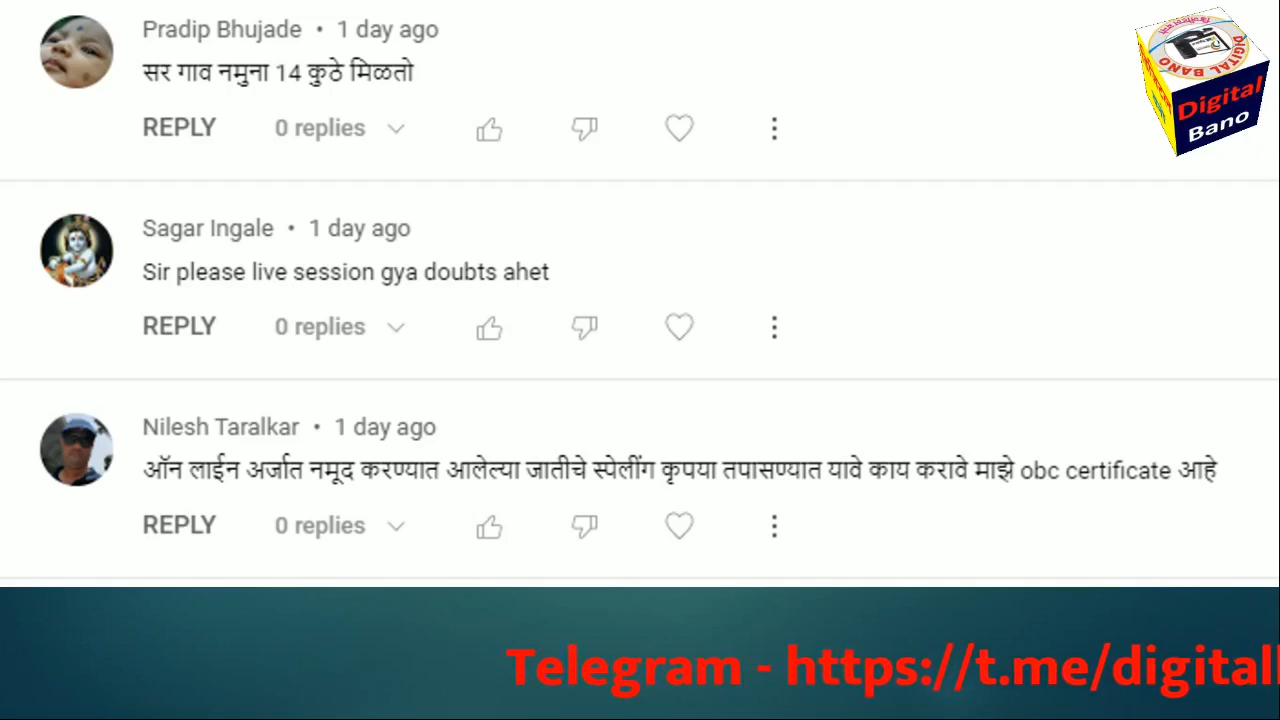 Pradip Bhujade • 1 day ago
सर गाव नमुना 14 कुठे मिळतो
REPLY 0 replies
Sagar Ingale • 1 day ago
Sir please live session gya doubts ahet
REPLY 0 replies
Nilesh Taralkar • 1 day ago
ऑन लाईन अर्जात नमूद करण्यात आलेल्या जातीचे स्पेलींग कृपया तपासण्यात यावे काय करावे माझे obc certificate आहे
REPLY 0 replies
DIGITAL BANO
Digital
Bano
Telegram - https://t.me/digital